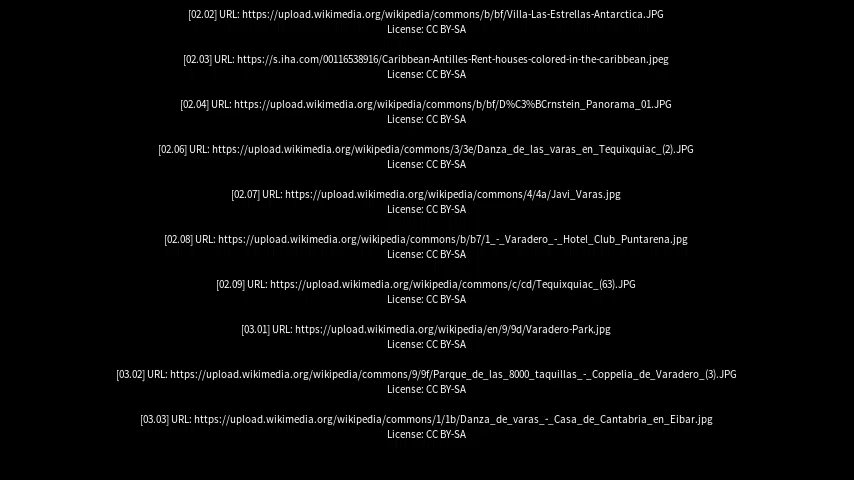 [02.02] URL: https://upload.wikimedia.org/wikipedia/commons/b/bf/Villa-Las-Estrellas-Antarctica.JPG
License: CC BY-SA
[02.03] URL: https://s.iha.com/00116538916/Caribbean-Antilles-Rent-houses-colored-in-the-caribbean.jpeg
License: CC BY-SA
[02.04] URL: https://upload.wikimedia.org/wikipedia/commons/b/bf/D%C3%BCrnstein_Panorama_01.JPG
License: CC BY-SA
[02.06] URL: https://upload.wikimedia.org/wikipedia/commons/3/3e/Danza_de_las_varas_en_Tequixquiac_(2).JPG
License: CC BY-SA
[02.07] URL: https://upload.wikimedia.org/wikipedia/commons/4/4a/Javi_Varas.jpg
License: CC BY-SA
[02.08] URL: https://upload.wikimedia.org/wikipedia/commons/b/b7/1_-_Varadero_-_Hotel_Club_Puntarena.jpg
License: CC BY-SA
[02.09] URL: https://upload.wikimedia.org/wikipedia/commons/c/cd/Tequixquiac_(63).JPG
License: CC BY-SA
[03.01] URL: https://upload.wikimedia.org/wikipedia/en/9/9d/Varadero-Park.jpg
License: CC BY-SA
[03.02] URL: https://upload.wikimedia.org/wikipedia/commons/9/9f/Parque_de_las_8000_taquillas_-_Coppelia_de_Varadero_(3).JPG
License: CC BY-SA
[03.03] URL: https://upload.wikimedia.org/wikipedia/commons/1/1b/Danza_de_varas_-_Casa_de_Cantabria_en_Eibar.jpg
License: CC BY-SA